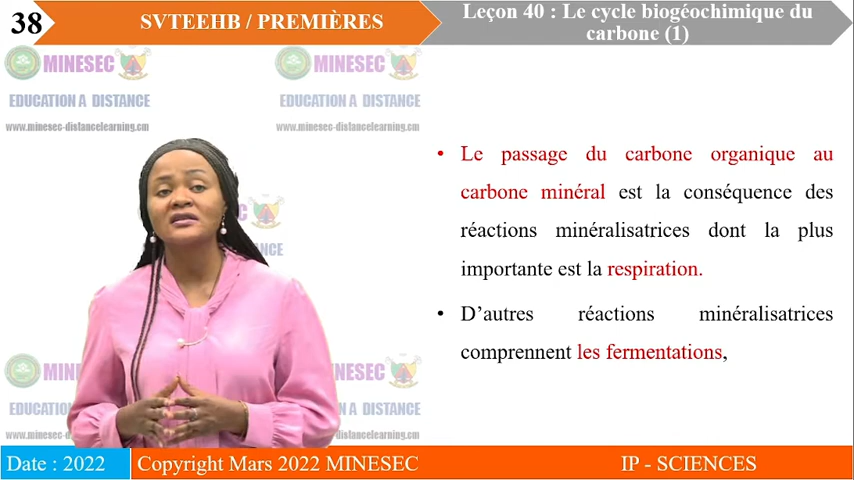 38
SVTEEHB / PREMIÈRES
Leçon 40 : Le cycle biogéochimique du
carbone (1)
MINESEC
EDUCATION A DISTANCE
www.minesec-distancelearning.cm
MINESEC
EDUCATION A DISTANCE
www.minesec-distancelearning.cm
• Le passage du carbone organique au
carbone minéral est la conséquence des
réactions minéralisatrices dont la plus
importante est la respiration.
• D’autres réactions minéralisatrices
comprennent les fermentations,
Date : 2022
Copyright Mars 2022 MINESEC
IP - SCIENCES